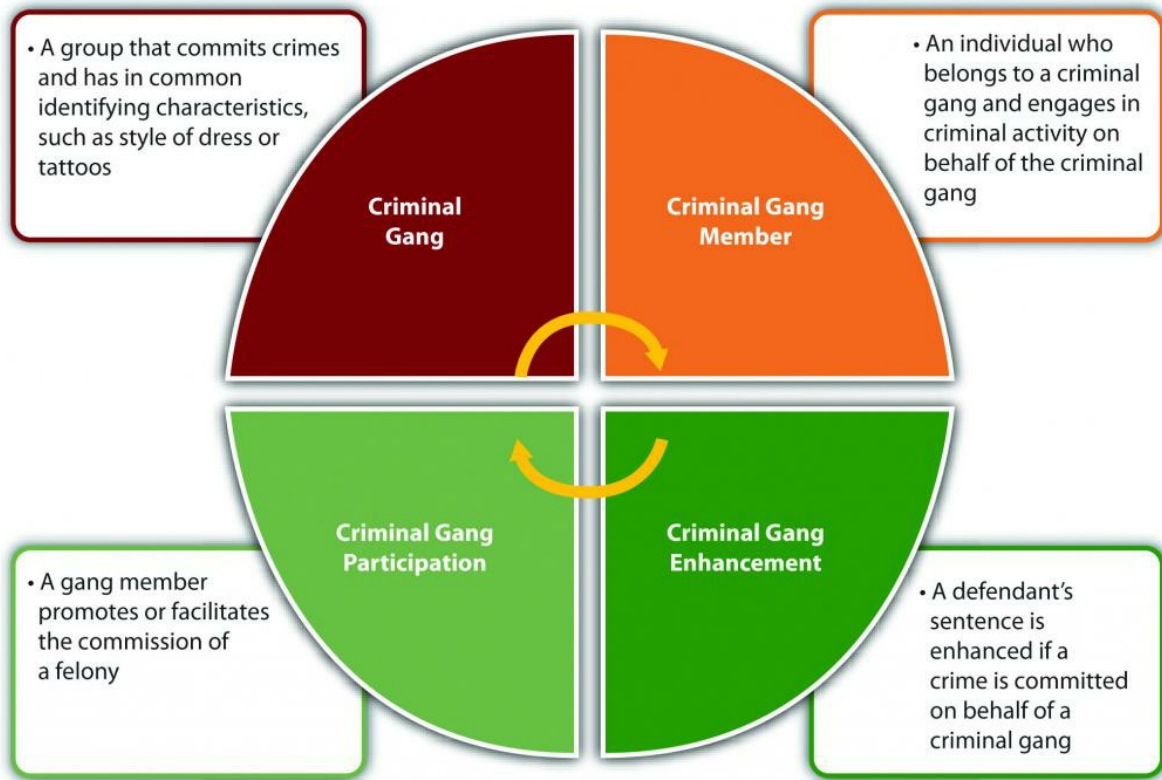 • A group that commits crimes
and has in common
identifying characteristics,
such as style of dress or
tattoos
Criminal
Gang
• An individual who
belongs to a criminal
gang and engages in
criminal activity on
behalf of the criminal
gang
Criminal Gang
Member
• A gang member
promotes or facilitates
the commission of
a felony
Criminal Gang
Participation
Criminal Gang
Enhancement
• A defendant’s
sentence is
enhanced if a
crime is committed
on behalf of a
criminal gang